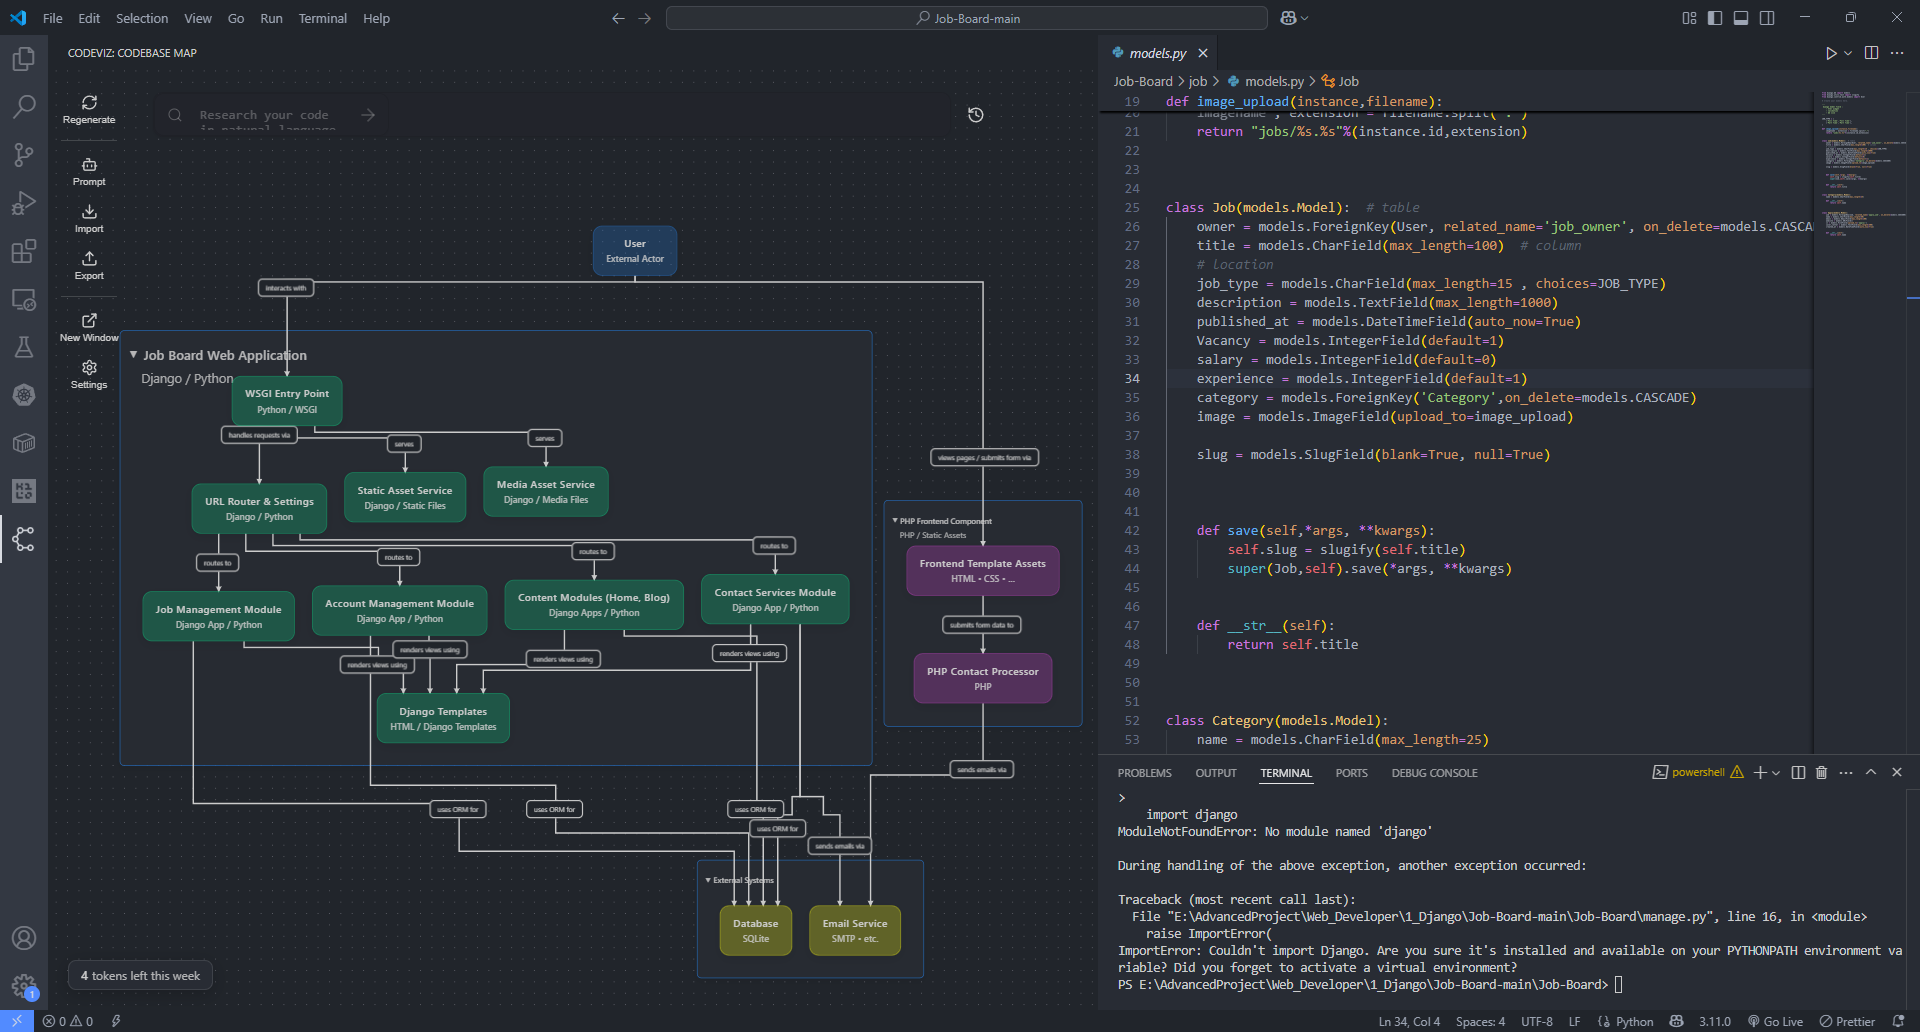 File Edit Selection View Go Run Terminal Help
Job-Board-main
CODEVIZ: CODEBASE MAP
Regenerate
Research your code
in natural language
Prompt
Import
Export
New Window
Settings
User
External Actor
interacts with
Job Board Web Application
Django / Python
WSGI Entry Point
Python / WSGI
handles requests via
serves
serves
URL Router & Settings
Django / Python
Static Asset Service
Django / Static Files
Media Asset Service
Django / Media Files
routes to
routes to
routes to
routes to
Job Management Module
Django App / Python
Account Management Module
Django App / Python
Content Modules (Home, Blog)
Django Apps / Python
Contact Services Module
Django App / Python
renders views using
renders views using
renders views using
renders views using
Django Templates
HTML / Django Templates
views pages / submits form via
PHP Frontend Component
PHP / Static Assets
Frontend Template Assets
HTML • CSS • ...
submits form data to
PHP Contact Processor
PHP
sends emails via
uses ORM for
uses ORM for
uses ORM for
uses ORM for
sends emails via
External Systems
Database
SQLite
Email Service
SMTP • etc.
4 tokens left this week
models.py
Job-Board > job > models.py > Job
19 def image_upload(instance,filename):
20 imagename , extension = filename.split(".")
21 return "jobs/%s.%s"%(instance.id,extension)
22
23
24
25 class Job(models.Model): # table
26 owner = models.ForeignKey(User, related_name='job_owner', on_delete=models.CASCA
27 title = models.CharField(max_length=100) # column
28 # location
29 job_type = models.CharField(max_length=15 , choices=JOB_TYPE)
30 description = models.TextField(max_length=1000)
31 published_at = models.DateTimeField(auto_now=True)
32 Vacancy = models.IntegerField(default=1)
33 salary = models.IntegerField(default=0)
34 experience = models.IntegerField(default=1)
35 category = models.ForeignKey('Category',on_delete=models.CASCADE)
36 image = models.ImageField(upload_to=image_upload)
37
38 slug = models.SlugField(blank=True, null=True)
39
40
41
42 def save(self,*args, **kwargs):
43 self.slug = slugify(self.title)
44 super(Job,self).save(*args, **kwargs)
45
46
47 def __str__(self):
48 return self.title
49
50
51
52 class Category(models.Model):
53 name = models.CharField(max_length=25)
PROBLEMS OUTPUT TERMINAL PORTS DEBUG CONSOLE
powershell
>
import django
ModuleNotFoundError: No module named 'django'
During handling of the above exception, another exception occurred:
Traceback (most recent call last):
File "E:\AdvancedProject\Web_Developer\1_Django\Job-Board-main\Job-Board\manage.py", line 16, in <module>
raise ImportError(
ImportError: Couldn't import Django. Are you sure it's installed and available on your PYTHONPATH environment va
riable? Did you forget to activate a virtual environment?
PS E:\AdvancedProject\Web_Developer\1_Django\Job-Board-main\Job-Board>
1
0 0
Ln 34, Col 4 Spaces: 4 UTF-8 LF Python 3.11.0 Go Live Prettier